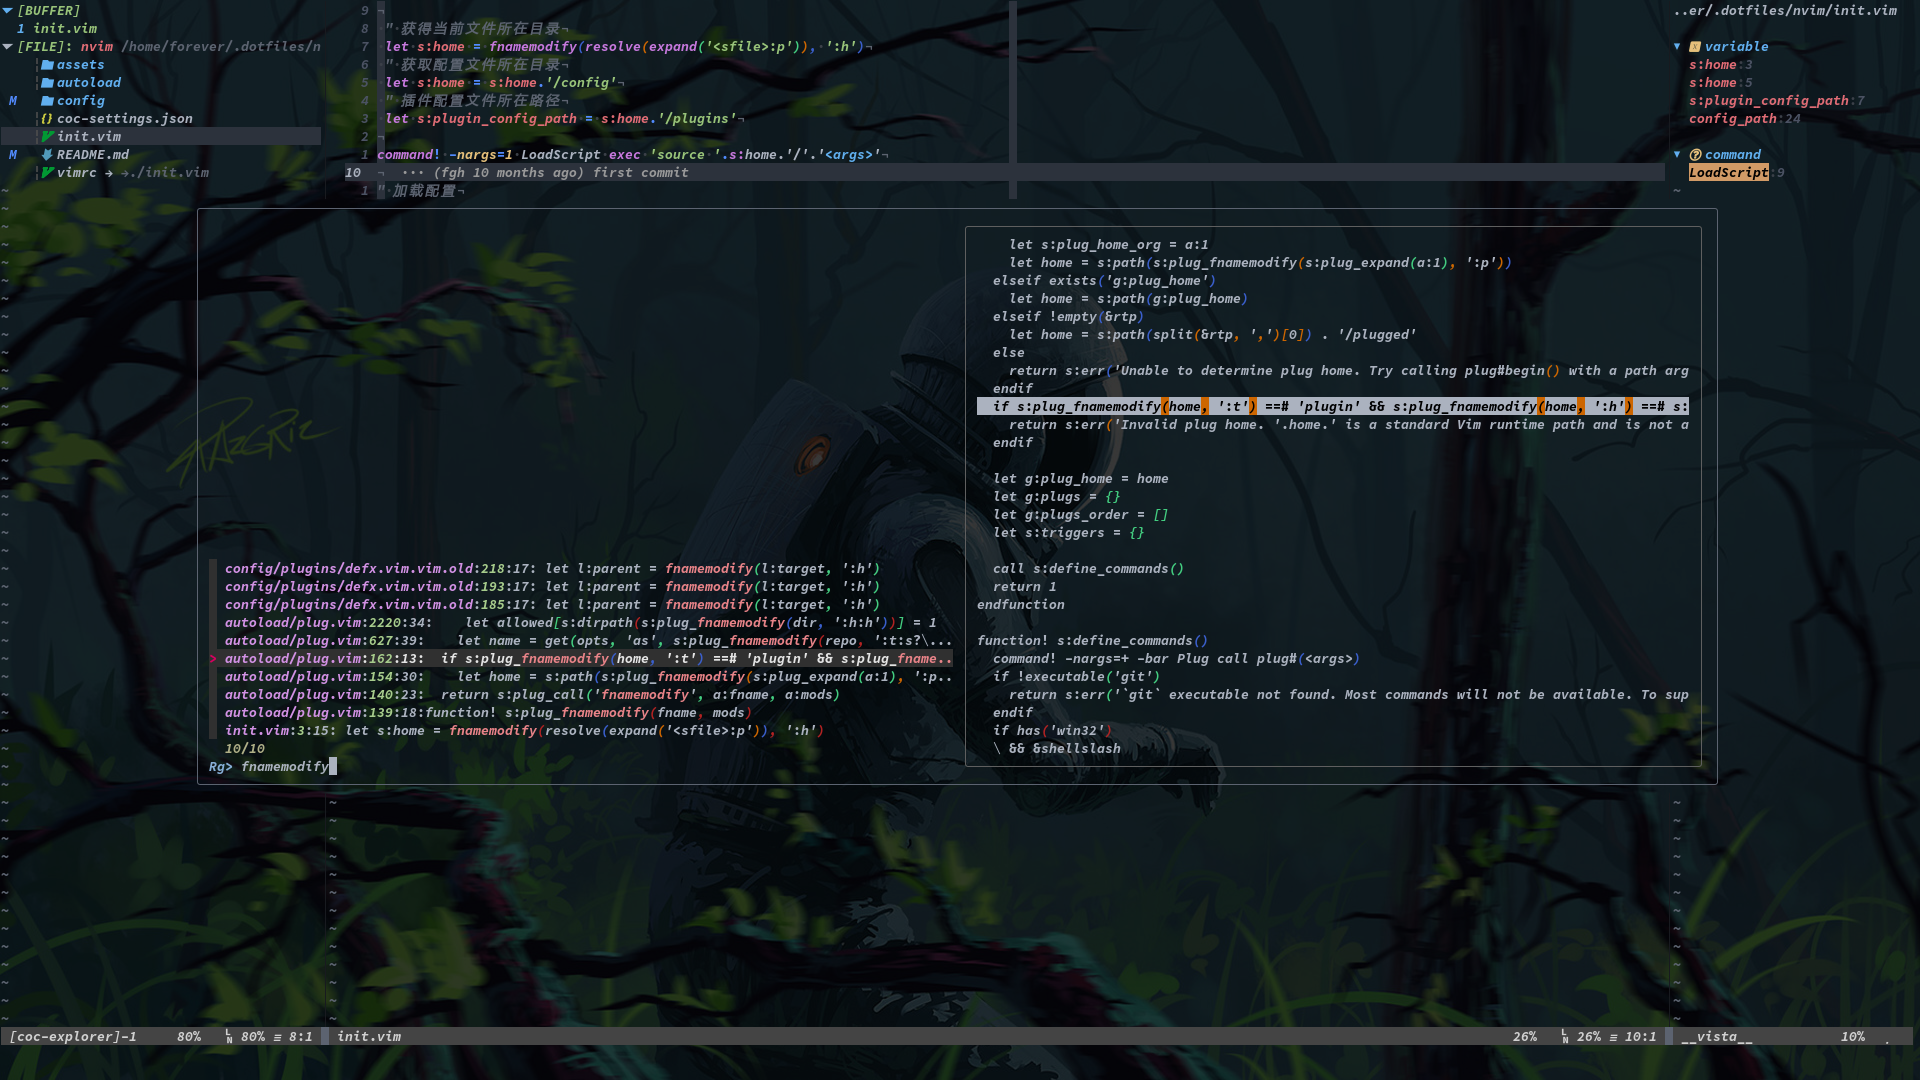 [BUFFER]
1 init.vim
[FILE]: nvim /home/forever/.dotfiles/n
assets
autoload
M config
coc-settings.json
init.vim
M README.md
vimrc → →./init.vim
9 ¬
8 " 获得当前文件所在目录¬
7 let s:home = fnamemodify(resolve(expand('<sfile>:p')), ':h')¬
6 " 获取配置文件所在目录¬
5 let s:home = s:home.'/config'¬
4 " 插件配置文件所在路径¬
3 let s:plugin_config_path = s:home.'/plugins'¬
2 ¬
1 command! -nargs=1 LoadScript exec 'source '.s:home.'/'.'<args>'¬
10 ¬ ··· (fgh 10 months ago) first commit
1 " 加载配置¬
..er/.dotfiles/nvim/init.vim
▼ variable
s:home:3
s:home:5
s:plugin_config_path:7
config_path:24
▼ command
LoadScript:9
config/plugins/defx.vim.vim.old:218:17: let l:parent = fnamemodify(l:target, ':h')
config/plugins/defx.vim.vim.old:193:17: let l:parent = fnamemodify(l:target, ':h')
config/plugins/defx.vim.vim.old:185:17: let l:parent = fnamemodify(l:target, ':h')
autoload/plug.vim:2220:34: let allowed[s:dirpath(s:plug_fnamemodify(dir, ':h:h'))] = 1
autoload/plug.vim:627:39: let name = get(opts, 'as', s:plug_fnamemodify(repo, ':t:s?\...
> autoload/plug.vim:162:13: if s:plug_fnamemodify(home, ':t') ==# 'plugin' && s:plug_fname..
autoload/plug.vim:154:30: let home = s:path(s:plug_fnamemodify(s:plug_expand(a:1), ':p..
autoload/plug.vim:140:23: return s:plug_call('fnamemodify', a:fname, a:mods)
autoload/plug.vim:139:18:function! s:plug_fnamemodify(fname, mods)
init.vim:3:15: let s:home = fnamemodify(resolve(expand('<sfile>:p')), ':h')
10/10
Rg> fnamemodify
let s:plug_home_org = a:1
let home = s:path(s:plug_fnamemodify(s:plug_expand(a:1), ':p'))
elseif exists('g:plug_home')
let home = s:path(g:plug_home)
elseif !empty(&rtp)
let home = s:path(split(&rtp, ',')[0]) . '/plugged'
else
return s:err('Unable to determine plug home. Try calling plug#begin() with a path arg
endif
if s:plug_fnamemodify(home, ':t') ==# 'plugin' && s:plug_fnamemodify(home, ':h') ==# s:
return s:err('Invalid plug home. '.home.' is a standard Vim runtime path and is not a
endif
let g:plug_home = home
let g:plugs = {}
let g:plugs_order = []
let s:triggers = {}
call s:define_commands()
return 1
endfunction
function! s:define_commands()
command! -nargs=+ -bar Plug call plug#(<args>)
if !executable('git')
return s:err('`git` executable not found. Most commands will not be available. To sup
endif
if has('win32')
\ && &shellslash
RAZGRIZ
[coc-explorer]-1 80% LN 80% ≡ 8:1
init.vim 26% LN 26% ≡ 10:1
__vista__ 10%